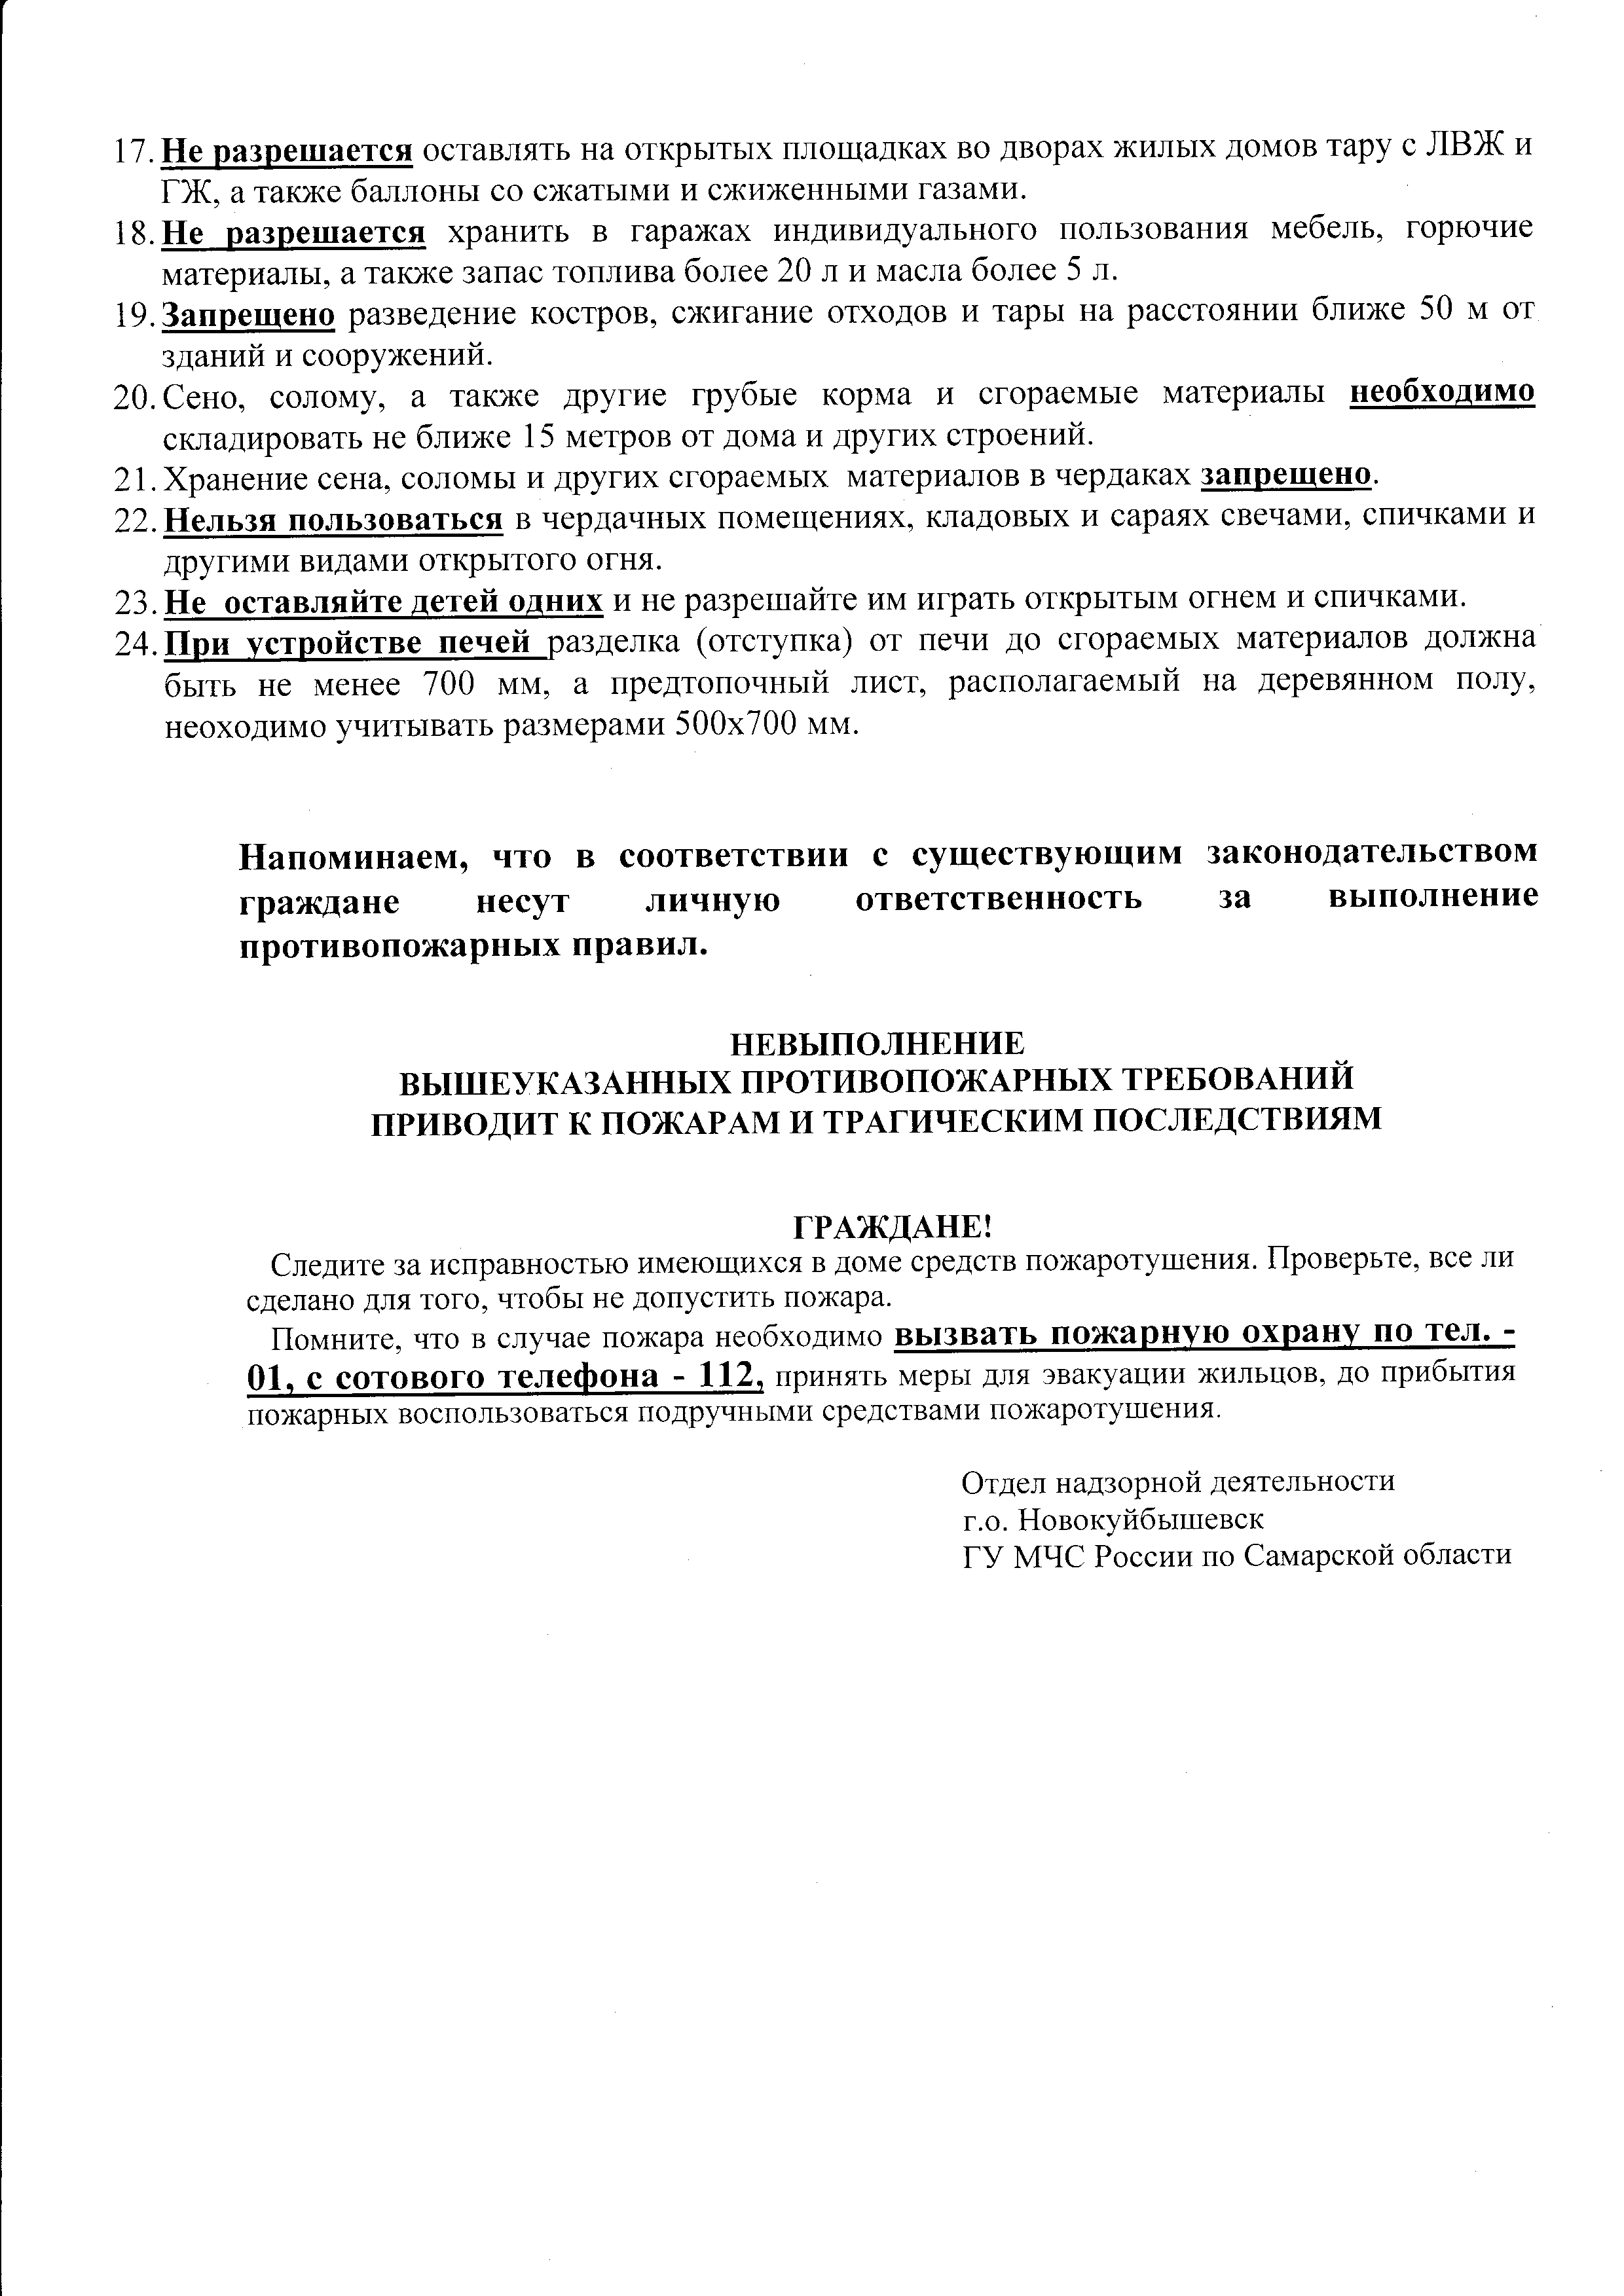 17. Не разрешается оставлять на открытых площадках во дворах жилых домов тару с ЛВЖ и
ГЖ, а также баллоны со сжатыми и сжиженными газами.
18. Не разрешается хранить в гаражах индивидуального пользования мебель, горючие
материалы, а также запас топлива более 20 л и масла более 5 л.
19. Запрещено разведение костров, сжигание отходов и тары на расстоянии ближе 50 м от
зданий и сооружений.
20. Сено, солому, а также другие грубые корма и сгораемые материалы необходимо
складировать не ближе 15 метров от дома и других строений.
21. Хранение сена, соломы и других сгораемых материалов в чердаках запрещено.
22. Нельзя пользоваться в чердачных помещениях, кладовых и сараях свечами, спичками и
другими видами открытого огня.
23. Не оставляйте детей одних и не разрешайте им играть открытым огнем и спичками.
24. При устройстве печей разделка (отступка) от печи до сгораемых материалов должна
быть не менее 700 мм, а предтопочный лист, располагаемый на деревянном полу,
неоходимо учитывать размерами 500х700 мм.
Напоминаем, что в соответствии с существующим законодательством
граждане несут личную ответственность за выполнение
противопожарных правил.
НЕВЫПОЛНЕНИЕ
ВЫШЕУКАЗАННЫХ ПРОТИВОПОЖАРНЫХ ТРЕБОВАНИЙ
ПРИВОДИТ К ПОЖАРАМ И ТРАГИЧЕСКИМ ПОСЛЕДСТВИЯМ
ГРАЖДАНЕ!
Следите за исправностью имеющихся в доме средств пожаротушения. Проверьте, все ли
сделано для того, чтобы не допустить пожара.
Помните, что в случае пожара необходимо вызвать пожарную охрану по тел. -
01, с сотового телефона - 112, принять меры для эвакуации жильцов, до прибытия
пожарных воспользоваться подручными средствами пожаротушения.
Отдел надзорной деятельности
г.о. Новокуйбышевск
ГУ МЧС России по Самарской области